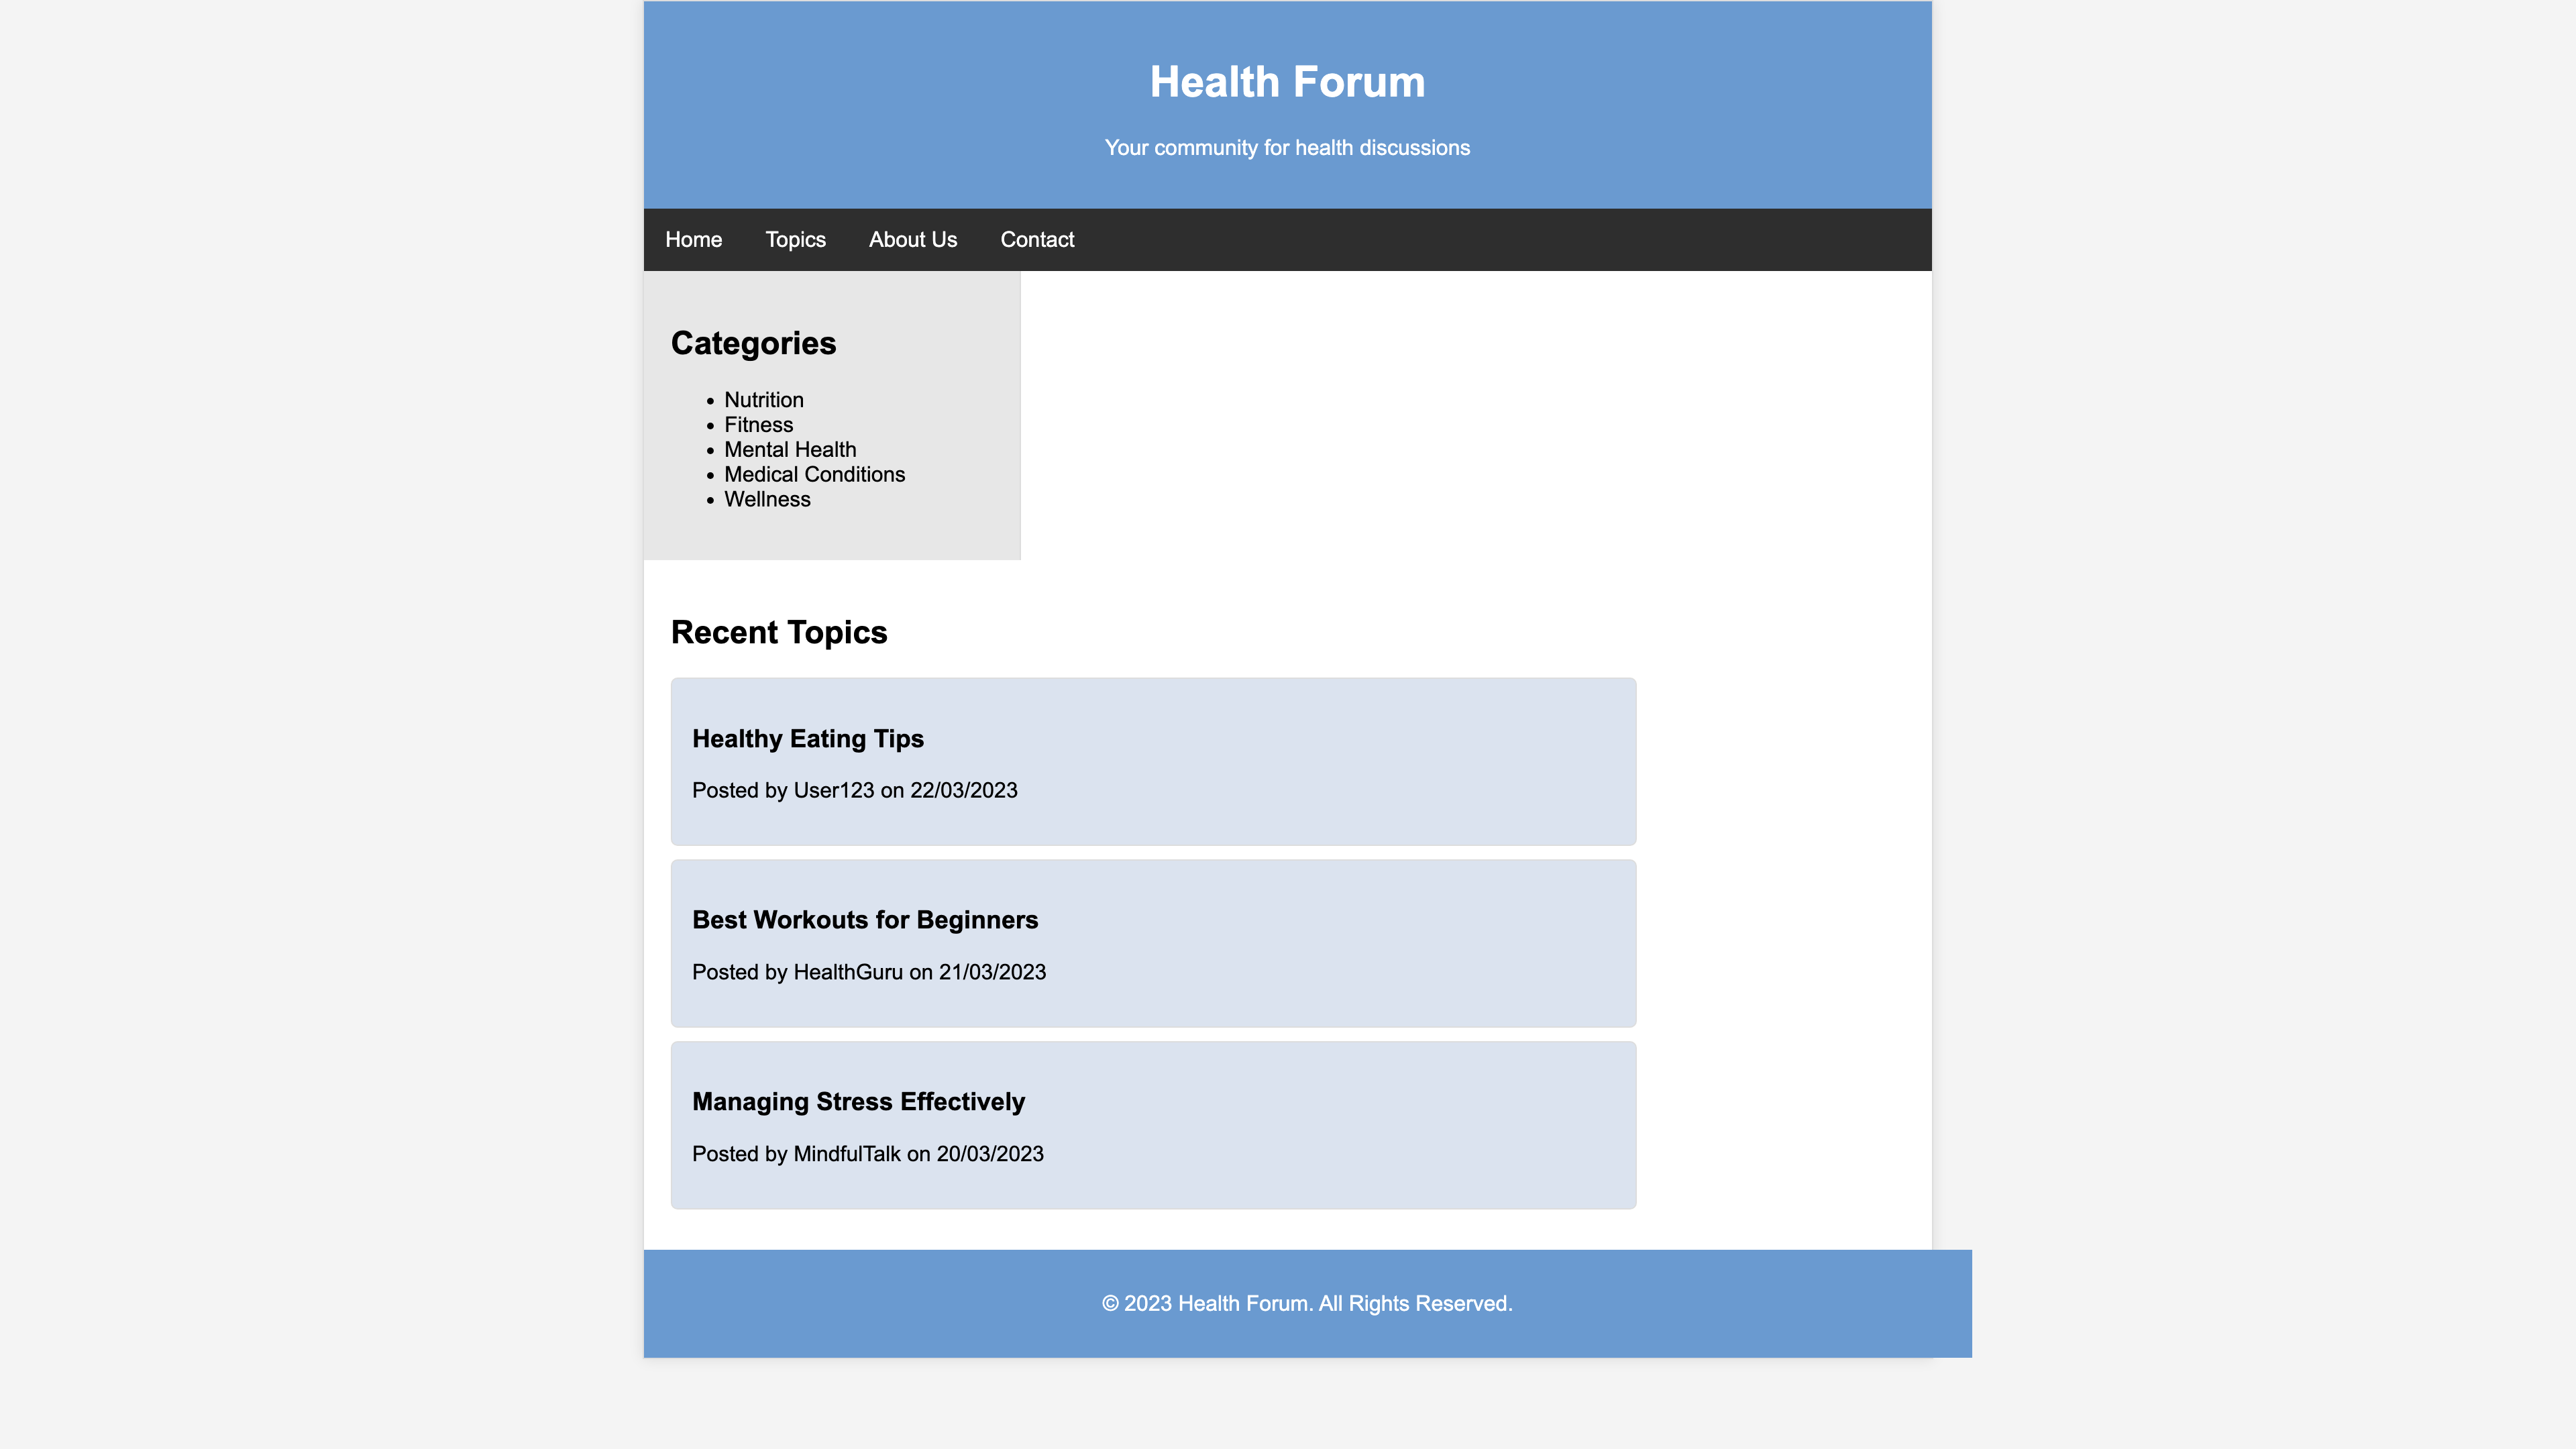 Health Forum
Your community for health discussions
Home Topics About Us Contact
Categories
• Nutrition
• Fitness
• Mental Health
• Medical Conditions
• Wellness
Recent Topics
Healthy Eating Tips
Posted by User123 on 22/03/2023
Best Workouts for Beginners
Posted by HealthGuru on 21/03/2023
Managing Stress Effectively
Posted by MindfulTalk on 20/03/2023
© 2023 Health Forum. All Rights Reserved.